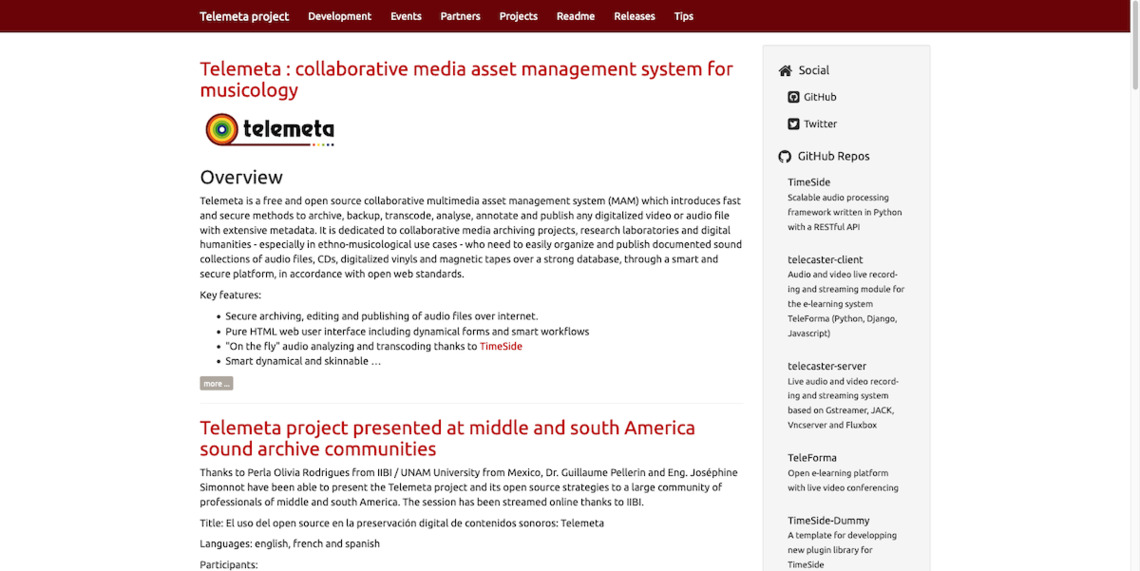 Telemeta project Development Events Partners Projects Readme Releases Tips
Telemeta : collaborative media asset management system for
musicology
telemeta
Overview
Telemeta is a free and open source collaborative multimedia asset management system (MAM) which introduces fast
and secure methods to archive, backup, transcode, analyse, annotate and publish any digitalized video or audio file
with extensive metadata. It is dedicated to collaborative media archiving projects, research laboratories and digital
humanities - especially in ethno-musicological use cases - who need to easily organize and publish documented sound
collections of audio files, CDs, digitalized vinyls and magnetic tapes over a strong database, through a smart and
secure platform, in accordance with open web standards.
Key features:
• Secure archiving, editing and publishing of audio files over internet.
• Pure HTML web user interface including dynamical forms and smart workflows
• "On the fly" audio analyzing and transcoding thanks to TimeSide
• Smart dynamical and skinnable …
more ...
Telemeta project presented at middle and south America
sound archive communities
Thanks to Perla Olivia Rodrigues from IIBI / UNAM University from Mexico, Dr. Guillaume Pellerin and Eng. Joséphine
Simonnot have been able to present the Telemeta project and its open source strategies to a large community of
professionals of middle and south America. The session has been streamed online thanks to IIBI.
Title: El uso del open source en la preservación digital de contenidos sonoros: Telemeta
Languages: english, french and spanish
Participants:
Social
GitHub
Twitter
GitHub Repos
TimeSide
Scalable audio processing
framework written in Python
with a RESTful API
telecaster-client
Audio and video live record-
ing and streaming module for
the e-learning system
TeleForma (Python, Django,
Javascript)
telecaster-server
Live audio and video record-
ing and streaming system
based on Gstreamer, JACK,
Vncserver and Fluxbox
TeleForma
Open e-learning platform
with live video conferencing
TimeSide-Dummy
A template for developping
new plugin library for
TimeSide